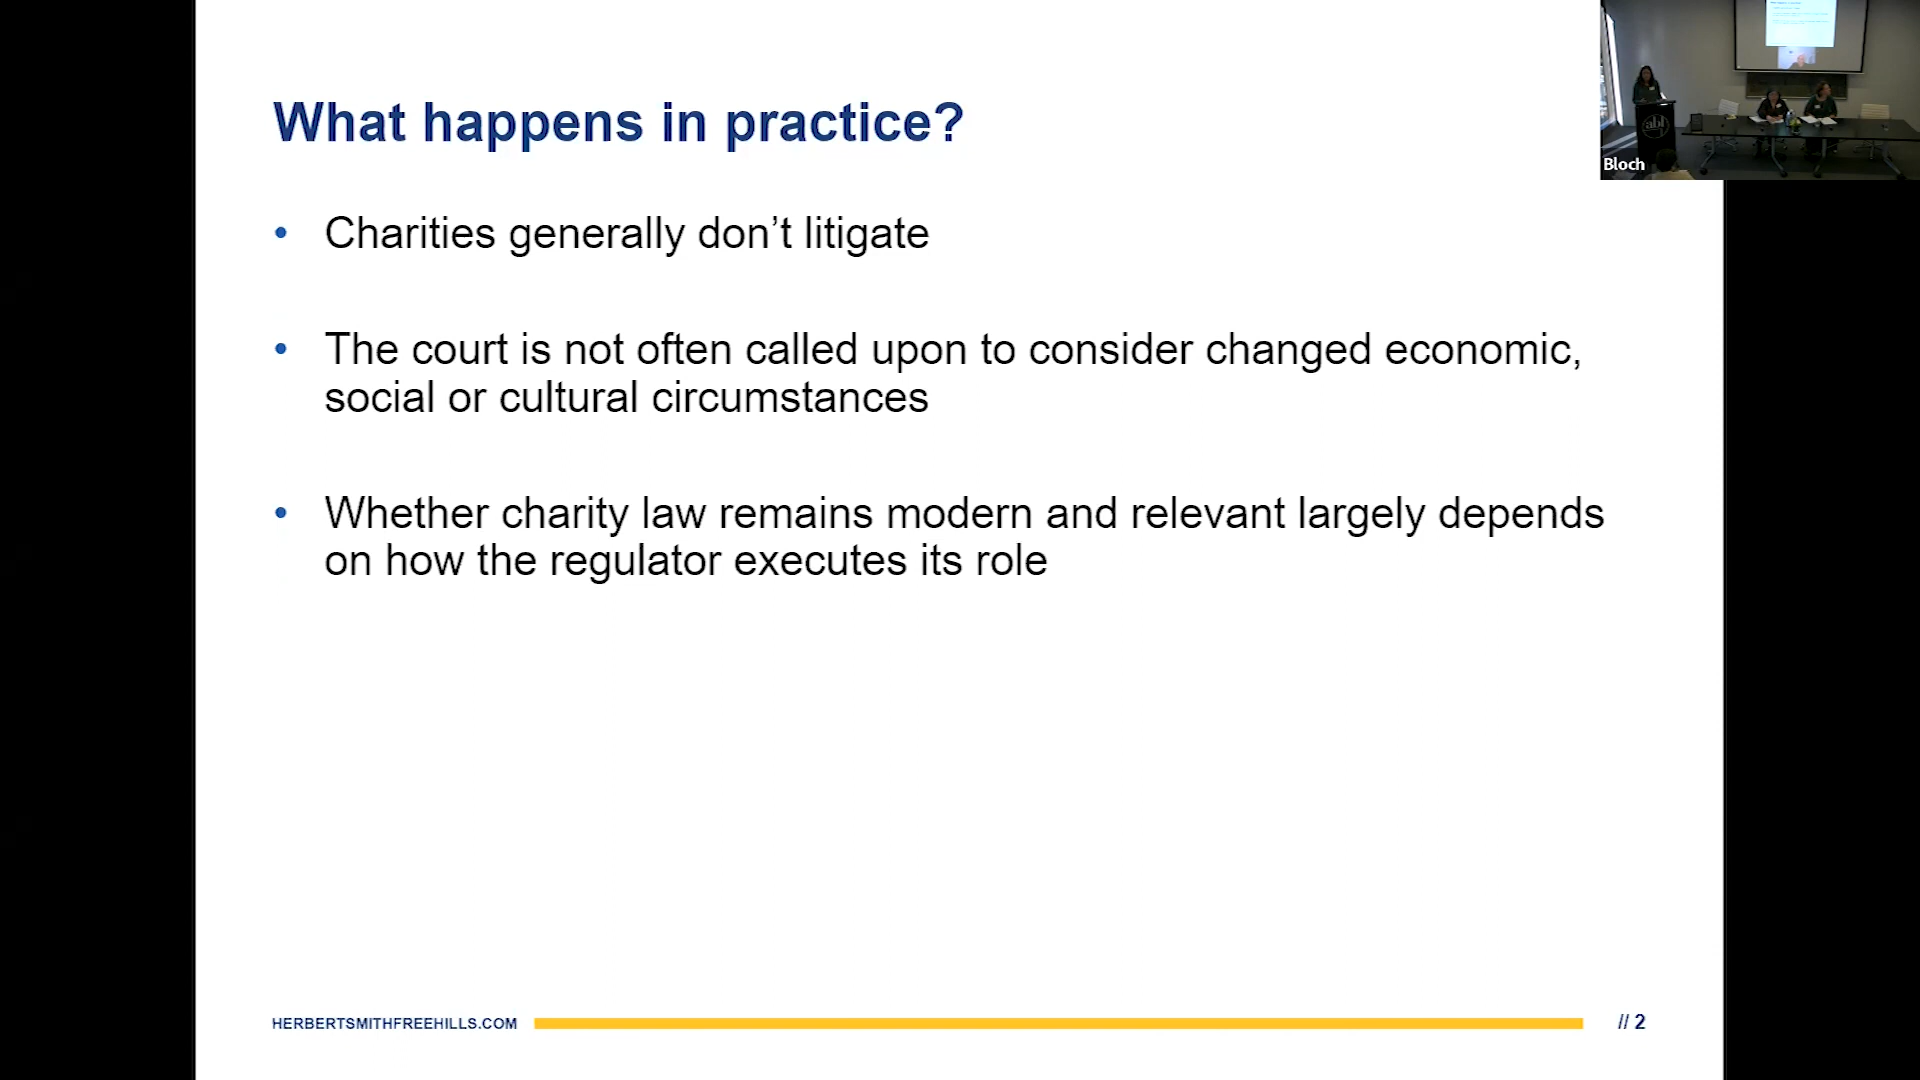 What happens in practice?
• Charities generally don’t litigate
• The court is not often called upon to consider changed economic,
social or cultural circumstances
• Whether charity law remains modern and relevant largely depends
on how the regulator executes its role
HERBERTSMITHFREEHILLS.COM
// 2
Bloch
abl